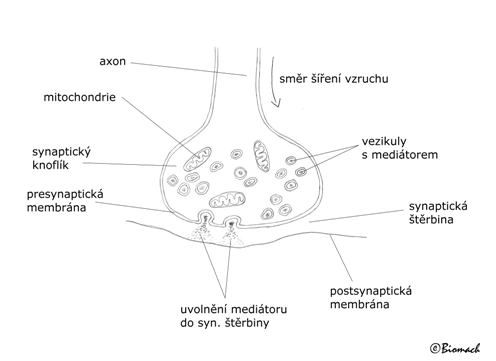 axon
směr šíření vzruchu
mitochondrie
vezikuly
s mediátorem
synaptický
knoflík
presynaptická
membrána
synaptická
štěrbina
postsynaptická
membrána
uvolnění mediátoru
do syn. štěrbiny
© Biomach